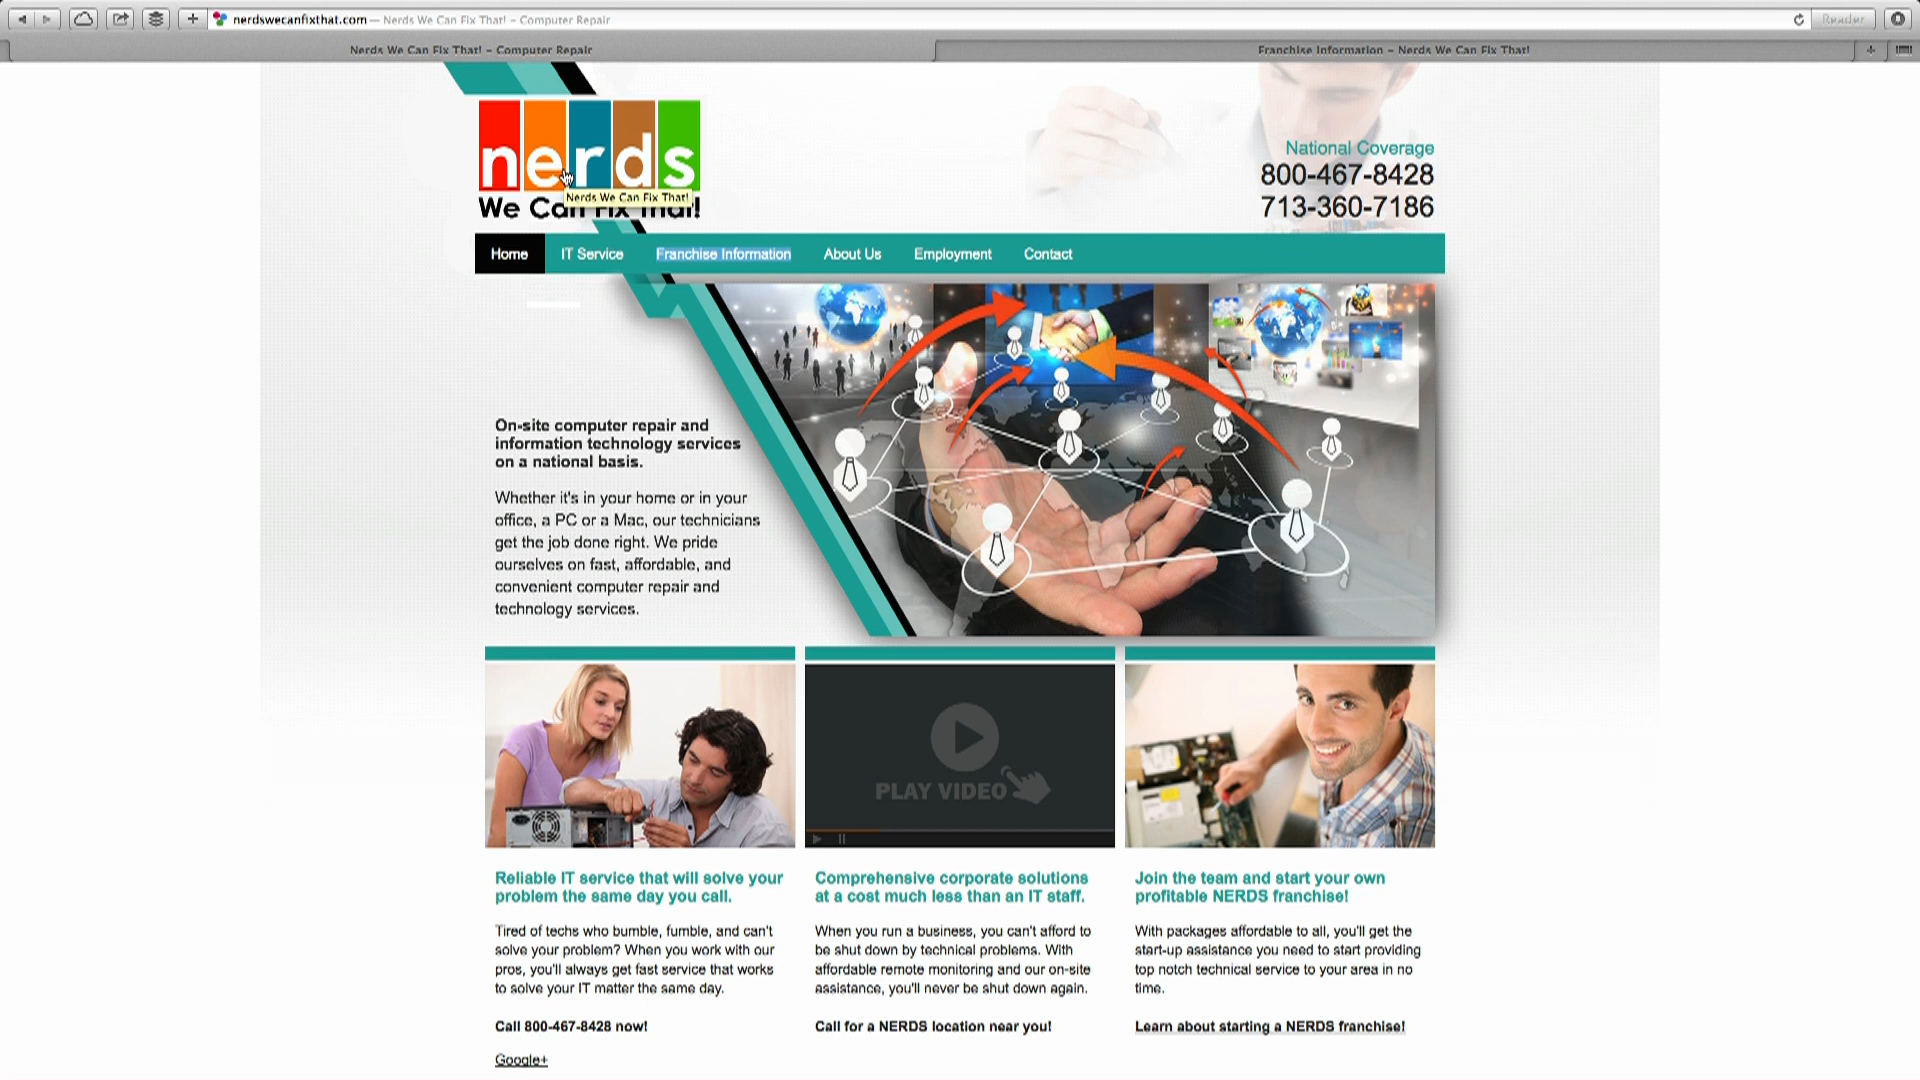 nerdswecanfixthat.com — Nerds We Can Fix That! – Computer Repair
Reader
Nerds We Can Fix That! – Computer Repair
Franchise Information – Nerds We Can Fix That!
nerds
Nerds We Can Fix That!
We Can Fix That!
National Coverage
800-467-8428
713-360-7186
Home
IT Service
Franchise Information
About Us
Employment
Contact
On-site computer repair and
information technology services
on a national basis.
Whether it's in your home or in your
office, a PC or a Mac, our technicians
get the job done right. We pride
ourselves on fast, affordable, and
convenient computer repair and
technology services.
PLAY VIDEO
Reliable IT service that will solve your
problem the same day you call.
Tired of techs who bumble, fumble, and can't
solve your problem? When you work with our
pros, you'll always get fast service that works
to solve your IT matter the same day.
Call 800-467-8428 now!
Google+
Comprehensive corporate solutions
at a cost much less than an IT staff.
When you run a business, you can't afford to
be shut down by technical problems. With
affordable remote monitoring and our on-site
assistance, you'll never be shut down again.
Call for a NERDS location near you!
Join the team and start your own
profitable NERDS franchise!
With packages affordable to all, you'll get the
start-up assistance you need to start providing
top notch technical service to your area in no
time.
Learn about starting a NERDS franchise!